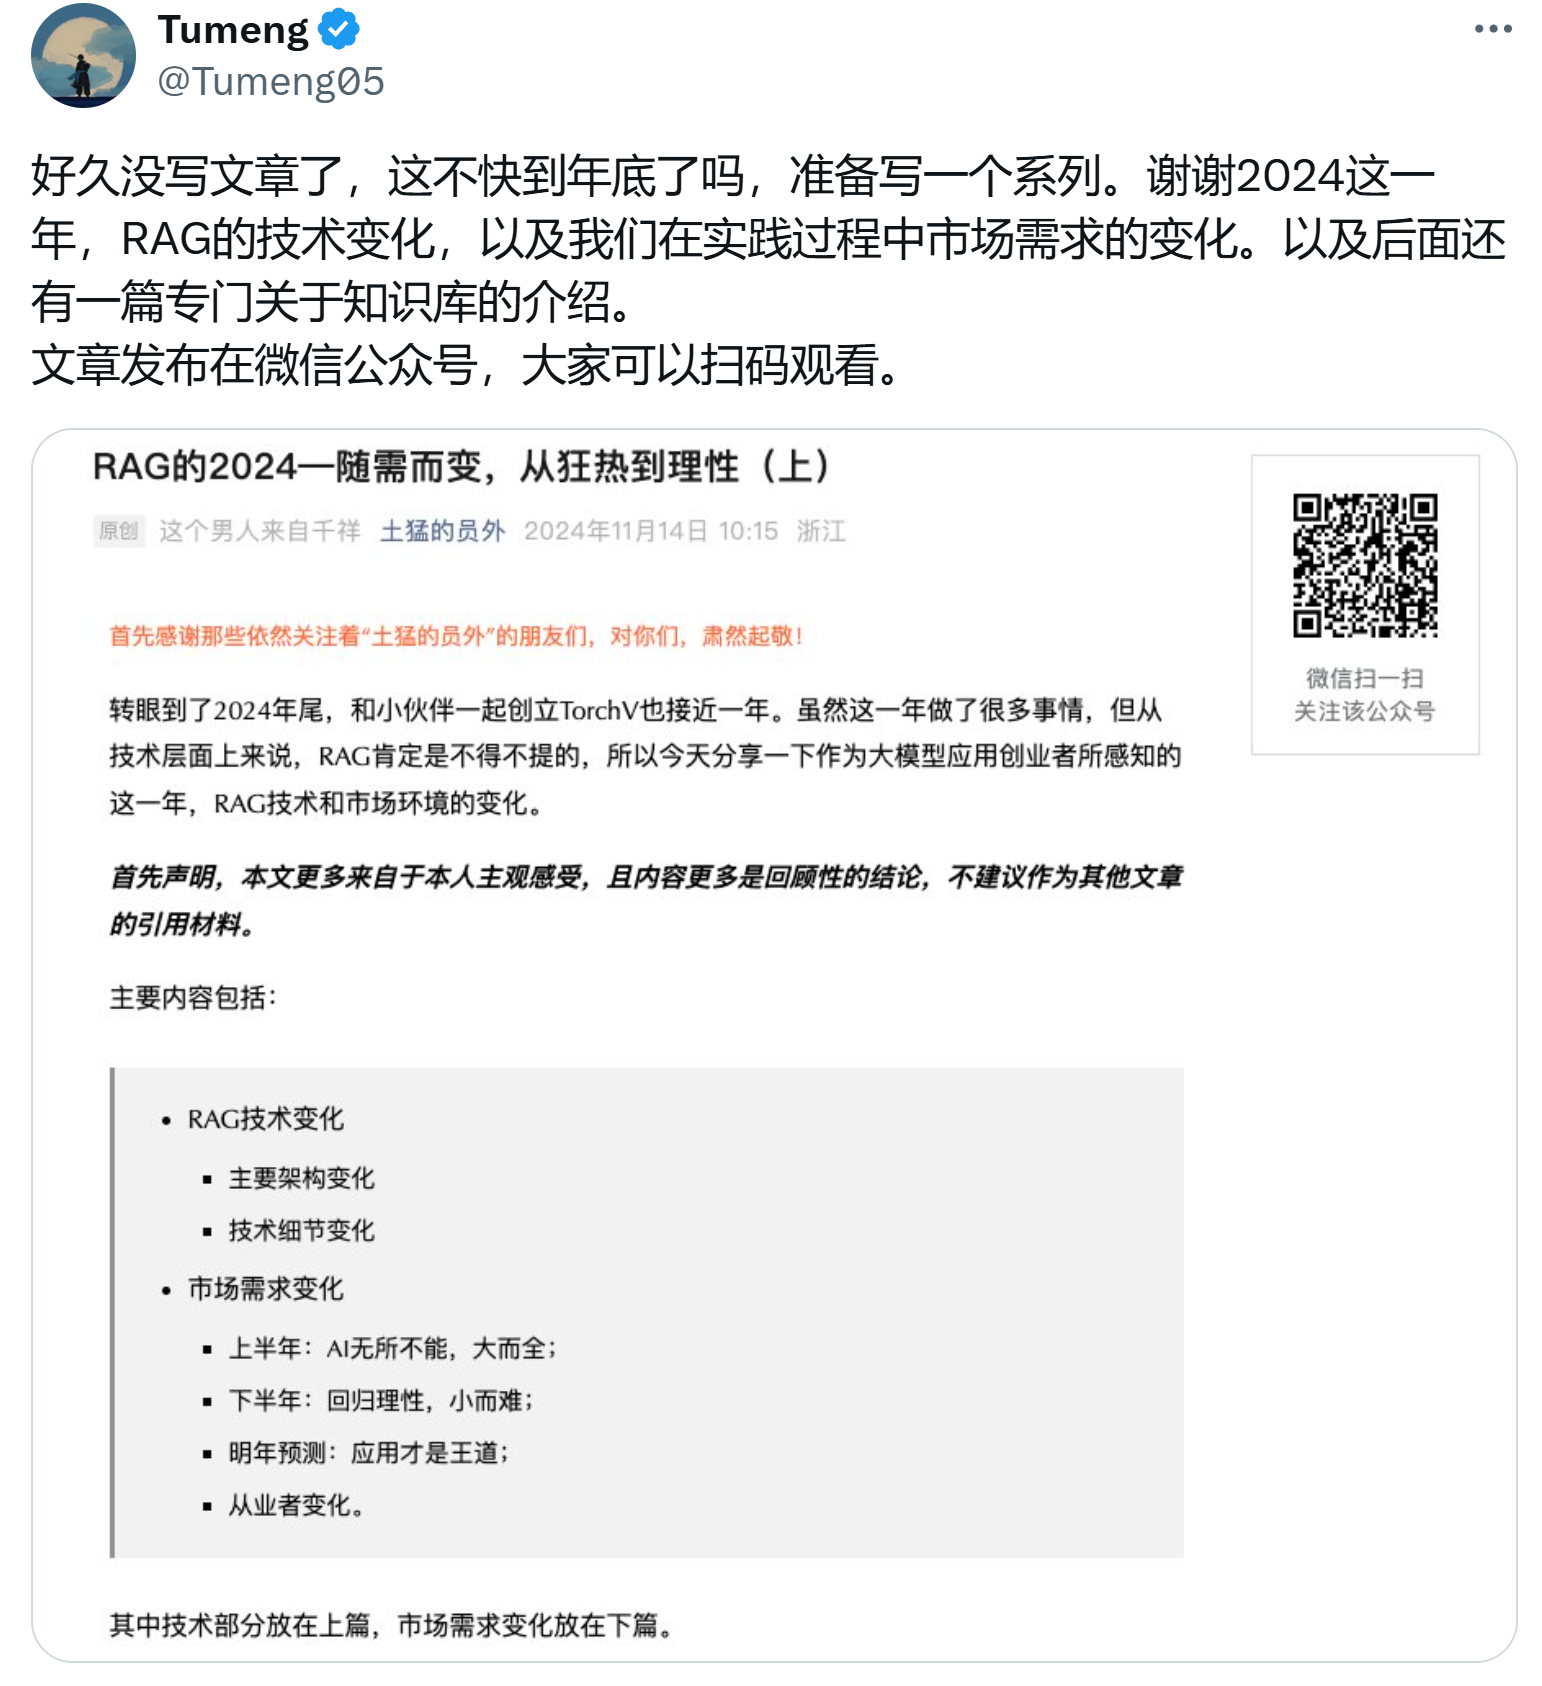 Tumeng
@Tumeng05
好久没写文章了，这不快到年底了吗，准备写一个系列。谢谢2024这一
年，RAG的技术变化，以及我们在实践过程中市场需求的变化。以及后面还
有一篇专门关于知识库的介绍。
文章发布在微信公众号，大家可以扫码观看。
RAG的2024—随需而变，从狂热到理性（上）
原创 这个男人来自千祥 土猛的员外 2024年11月14日 10:15 浙江
微信扫一扫
关注该公众号
首先感谢那些依然关注着“土猛的员外”的朋友们，对你们，肃然起敬！
转眼到了2024年尾，和小伙伴一起创立TorchV也接近一年。虽然这一年做了很多事情，但从
技术层面上来说，RAG肯定是不得不提的，所以今天分享一下作为大模型应用创业者所感知的
这一年，RAG技术和市场环境的变化。
首先声明，本文更多来自于本人主观感受，且内容更多是回顾性的结论，不建议作为其他文章
的引用材料。
主要内容包括：
• RAG技术变化
▪ 主要架构变化
▪ 技术细节变化
• 市场需求变化
▪ 上半年：AI无所不能，大而全；
▪ 下半年：回归理性，小而难；
▪ 明年预测：应用才是王道；
▪ 从业者变化。
其中技术部分放在上篇，市场需求变化放在下篇。